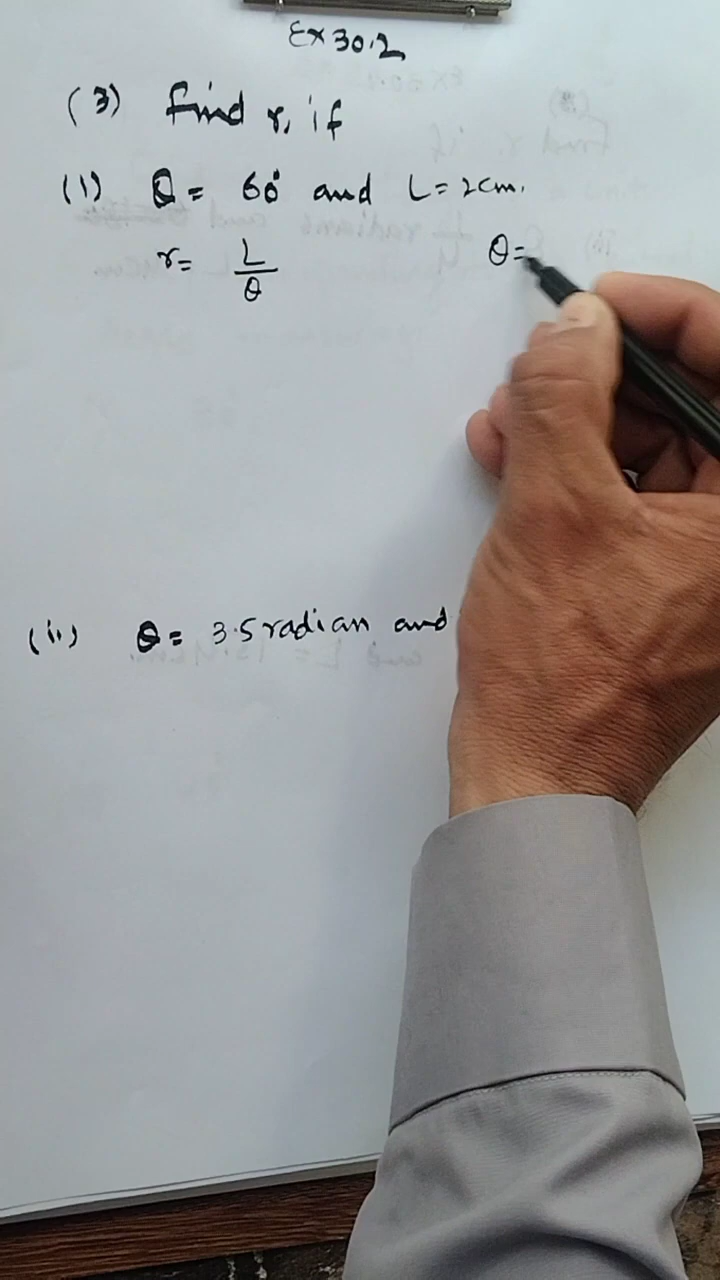 Ex 30.2
(3) Find r, if
(i) θ = 60° and L = 2cm.
r = L/θ θ =
(ii) θ = 3.5 radian and